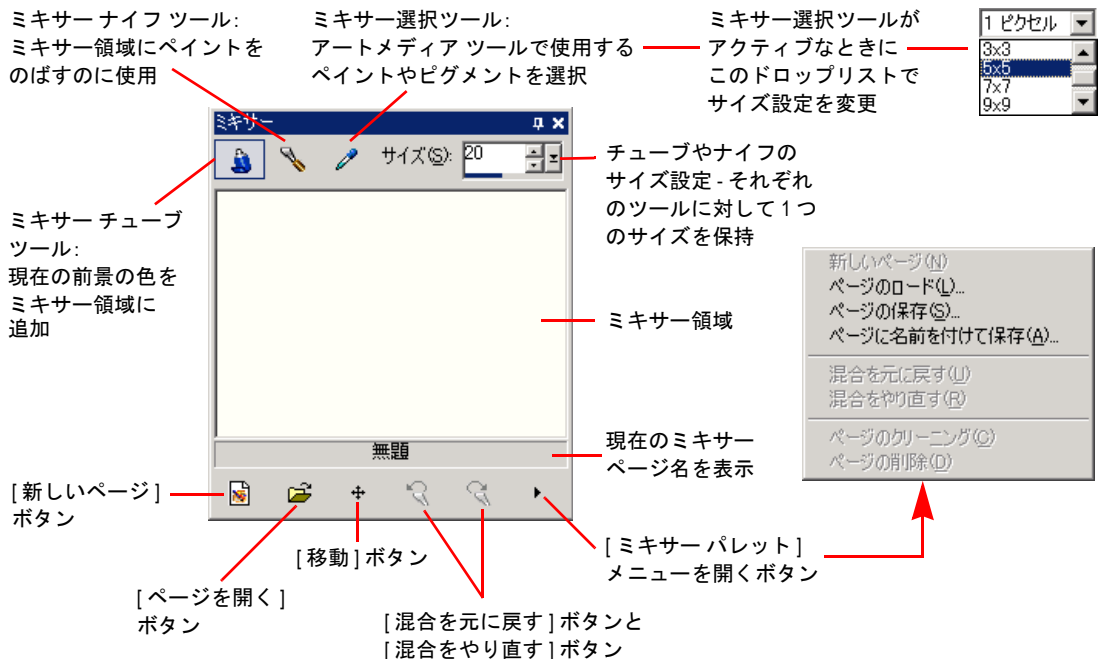 ミキサー ナイフ ツール:
ミキサー領域にペイントを
のばすのに使用
ミキサー選択ツール:
アートメディア ツールで使用する
ペイントやピグメントを選択
ミキサー選択ツールが
アクティブなときに
このドロップリストで
サイズ設定を変更
1 ピクセル
3x3
5x5
7x7
9x9
ミキサー
サイズ(S):
20
チューブやナイフの
サイズ設定 - それぞれ
のツールに対して 1 つ
のサイズを保持
ミキサー チューブ
ツール:
現在の前景の色を
ミキサー領域に
追加
ミキサー領域
新しいページ(N)
ページのロード(L)...
ページの保存(S)...
ページに名前を付けて保存(A)...
混合を元に戻す(U)
混合をやり直す(R)
ページのクリーニング(C)
ページの削除(D)
無題
現在のミキサー
ページ名を表示
[ 新しいページ ]
ボタン
[ 移動 ] ボタン
[ ミキサー パレット ]
メニューを開くボタン
[ ページを開く ]
ボタン
[ 混合を元に戻す ] ボタンと
[ 混合をやり直す ] ボタン